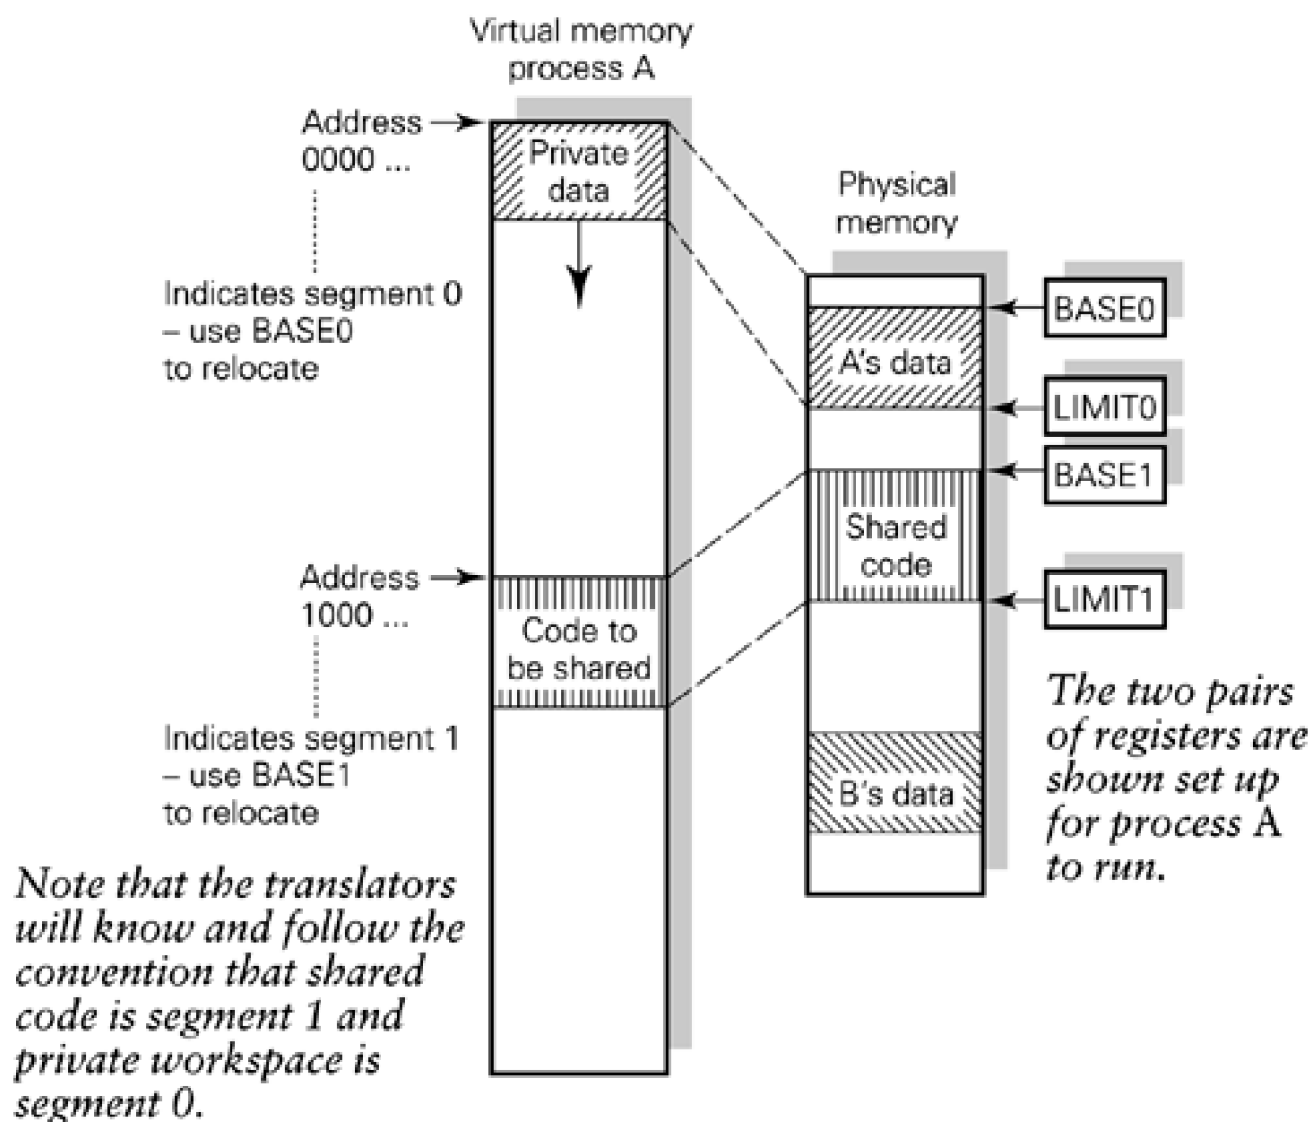 Virtual memory
process A
Address
0000 ...
Private
data
Indicates segment 0
– use BASE0
to relocate
Address
1000 ...
Code to
be shared
Indicates segment 1
– use BASE1
to relocate
Physical
memory
BASE0
A's data
LIMIT0
BASE1
Shared
code
LIMIT1
B's data
The two pairs
of registers are
shown set up
for process A
to run.
Note that the translators
will know and follow the
convention that shared
code is segment 1 and
private workspace is
segment 0.